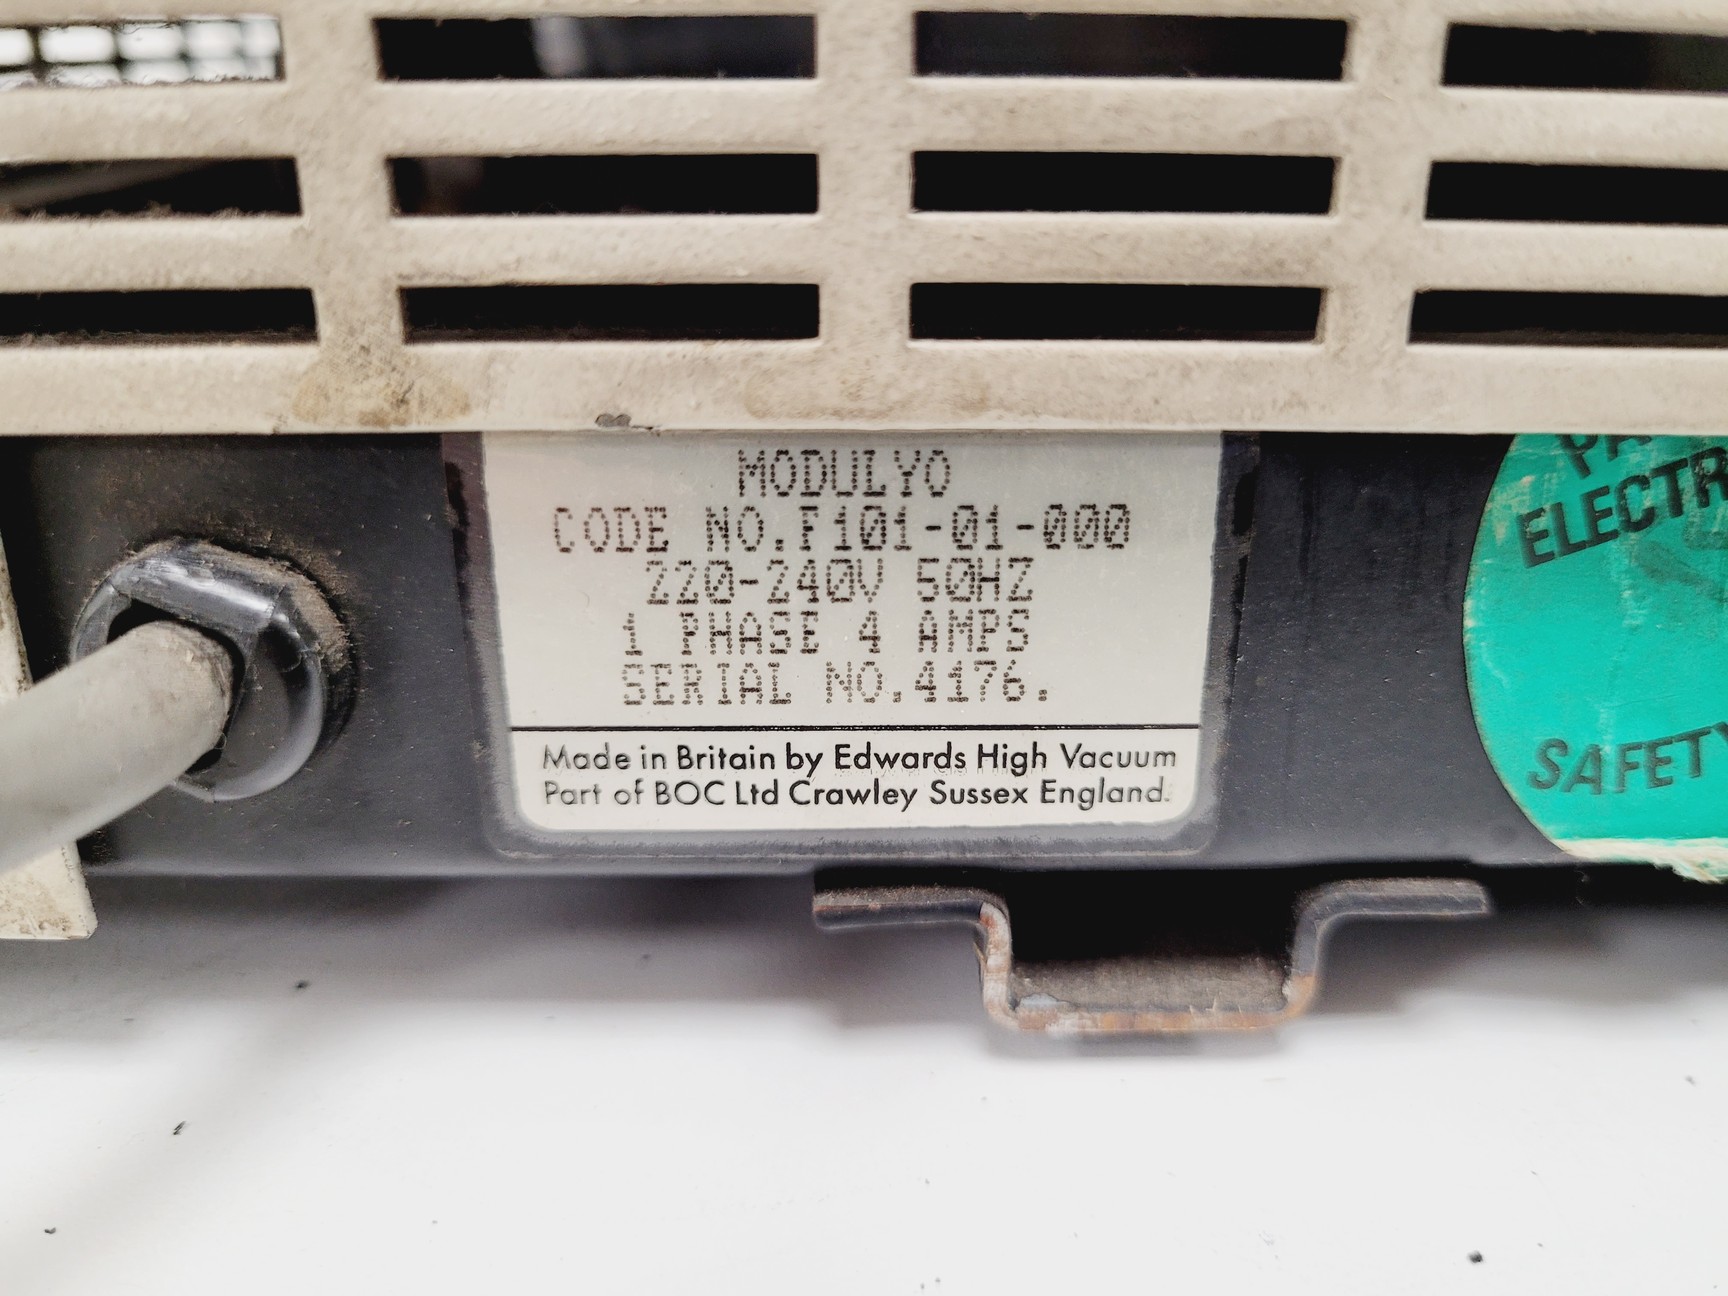 MODULYO
CODE NO.F101-01-000
220-240V 50HZ
1 PHASE 4 AMPS
SERIAL NO.4176.
Made in Britain by Edwards High Vacuum
Part of BOC Ltd Crawley Sussex England.
SAFETY